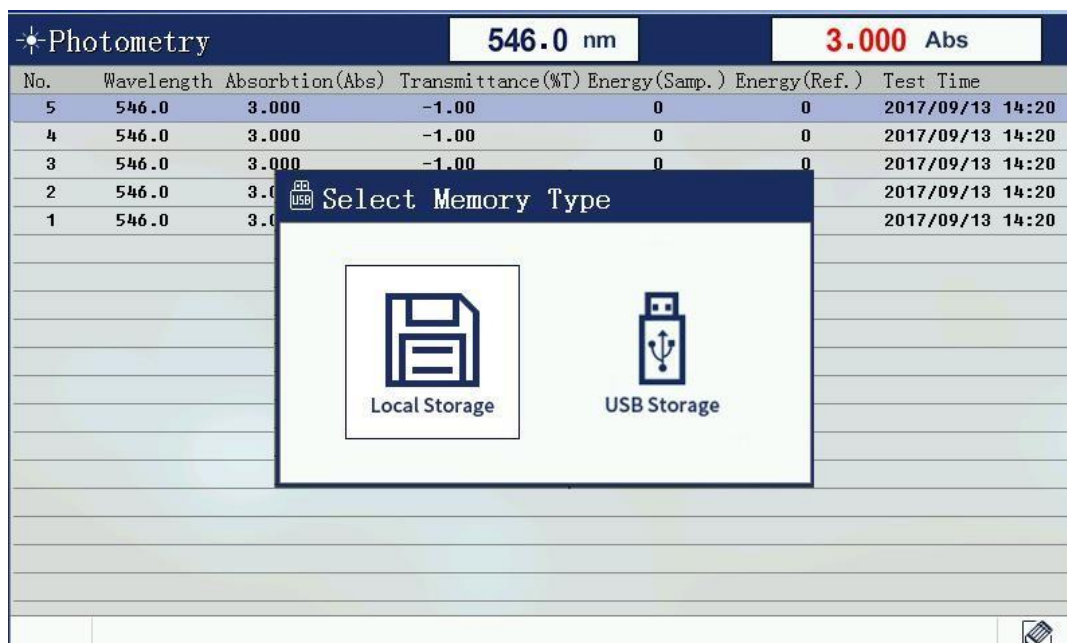 Photometry 546.0 nm 3.000 Abs
No. Wavelength Absorbtion(Abs) Transmittance(%T) Energy(Samp.) Energy(Ref.) Test Time
5 546.0 3.000 -1.00 0 0 2017/09/13 14:20
4 546.0 3.000 -1.00 0 0 2017/09/13 14:20
3 546.0 3.000 -1.00 0 0 2017/09/13 14:20
2 546.0 2017/09/13 14:20
1 546.0 2017/09/13 14:20
USB Select Memory Type
Local Storage USB Storage